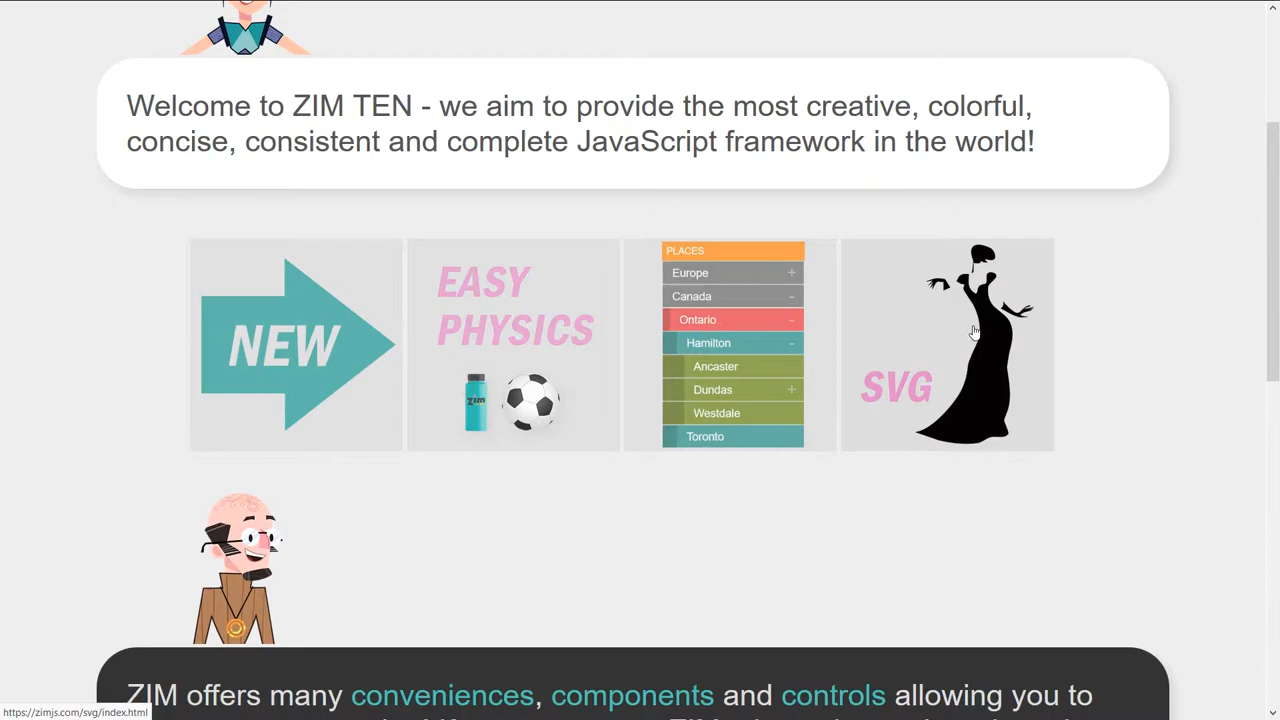 Welcome to ZIM TEN - we aim to provide the most creative, colorful,
concise, consistent and complete JavaScript framework in the world!
NEW
EASY
PHYSICS
zim
PLACES
Europe +
Canada -
Ontario -
Hamilton -
Ancaster
Dundas +
Westdale
Toronto
SVG
ZIM offers many conveniences, components and controls allowing you to
https://zimjs.com/svg/index.html